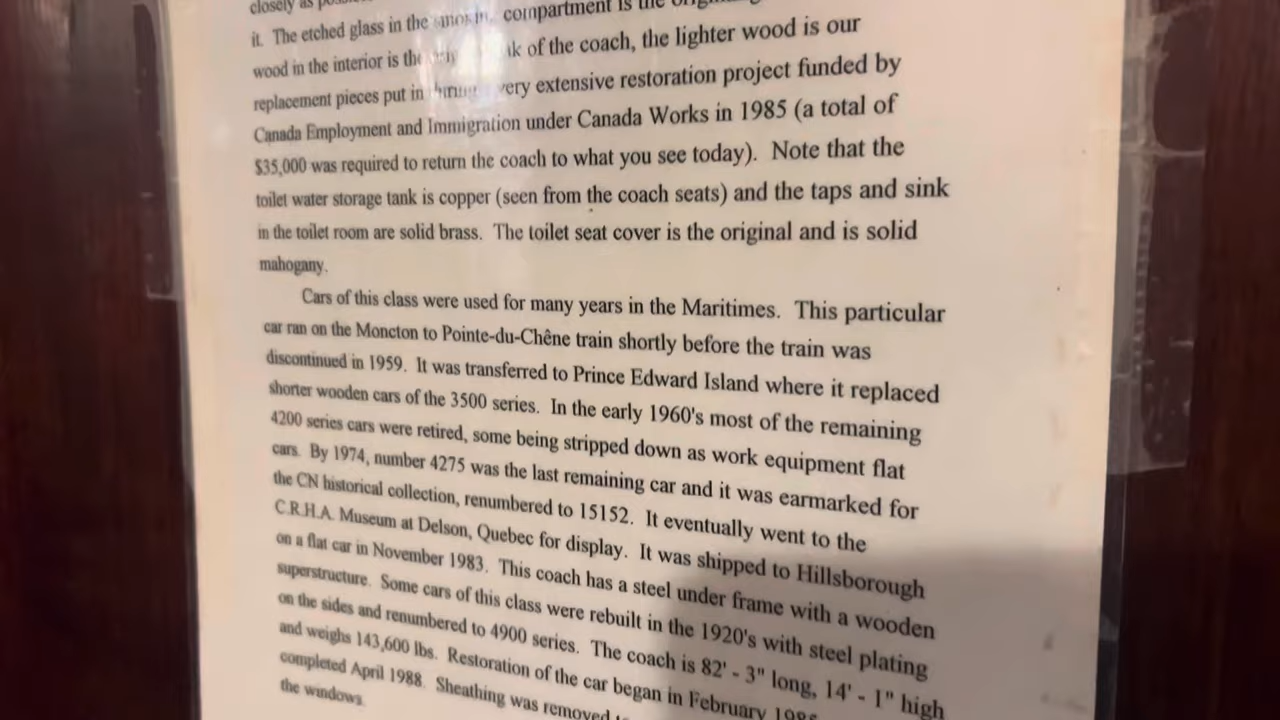 closely as
it. The etched glass in the compartment is the
wood in the interior is the of the coach, the lighter wood is our
replacement pieces put in very extensive restoration project funded by
Canada Employment and Immigration under Canada Works in 1985 (a total of
$35,000 was required to return the coach to what you see today). Note that the
toilet water storage tank is copper (seen from the coach seats) and the taps and sink
in the toilet room are solid brass. The toilet seat cover is the original and is solid
mahogany.
Cars of this class were used for many years in the Maritimes. This particular
car ran on the Moncton to Pointe-du-Chêne train shortly before the train was
discontinued in 1959. It was transferred to Prince Edward Island where it replaced
shorter wooden cars of the 3500 series. In the early 1960's most of the remaining
4200 series cars were retired, some being stripped down as work equipment flat
cars. By 1974, number 4275 was the last remaining car and it was earmarked for
the CN historical collection, renumbered to 15152. It eventually went to the
C.R.H.A. Museum at Delson, Quebec for display. It was shipped to Hillsborough
on a flat car in November 1983. This coach has a steel under frame with a wooden
superstructure. Some cars of this class were rebuilt in the 1920's with steel plating
on the sides and renumbered to 4900 series. The coach is 82' - 3" long, 14' - 1" high
and weighs 143,600 lbs. Restoration of the car began in February
completed April 1988. Sheathing was removed
the windows.